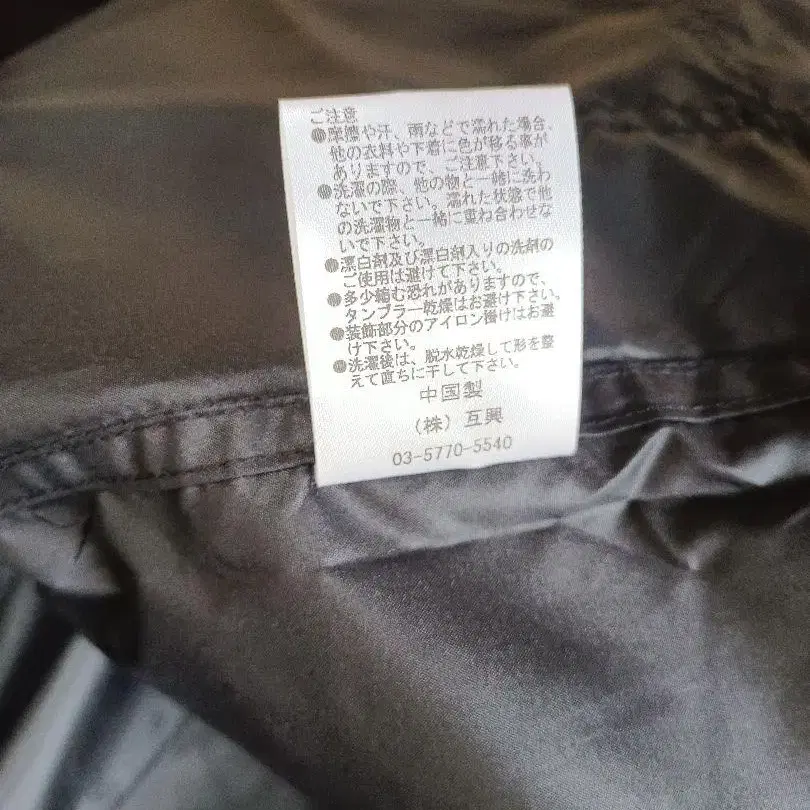 ご注意
●摩擦や汗、雨などで濡れた場合、
他の衣料や下着に色が移る事が
ありますので、ご注意下さい。
●洗濯の際、他の物と一緒に洗わ
ないで下さい。濡れた状態で他
の洗濯物と一緒に重ね合わせな
いで下さい。
●漂白剤及び漂白剤入りの洗剤の
ご使用は避けて下さい。
●多少縮む恐れがありますので、
タンブラー乾燥はお避け下さい。
●装飾部分のアイロン掛けはお避
け下さい。
●洗濯後は、脱水乾燥して形を整
えて直ちに干して下さい。
中国製
(株)互興
03-5770-5540